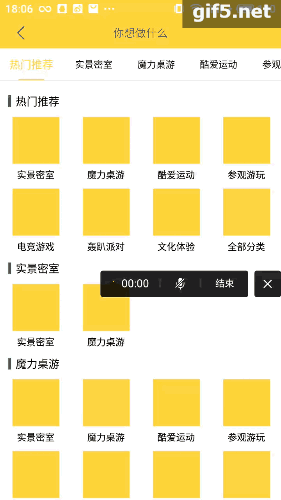 18:06
gif5.net
你想做什么
热门推荐 实景密室 魔力桌游 酷爱运动 参观
热门推荐
实景密室 魔力桌游 酷爱运动 参观游玩
电竞游戏 轰趴派对 文化体验 全部分类
实景密室
00:00 结束
实景密室 魔力桌游
魔力桌游
实景密室 魔力桌游 酷爱运动 参观游玩